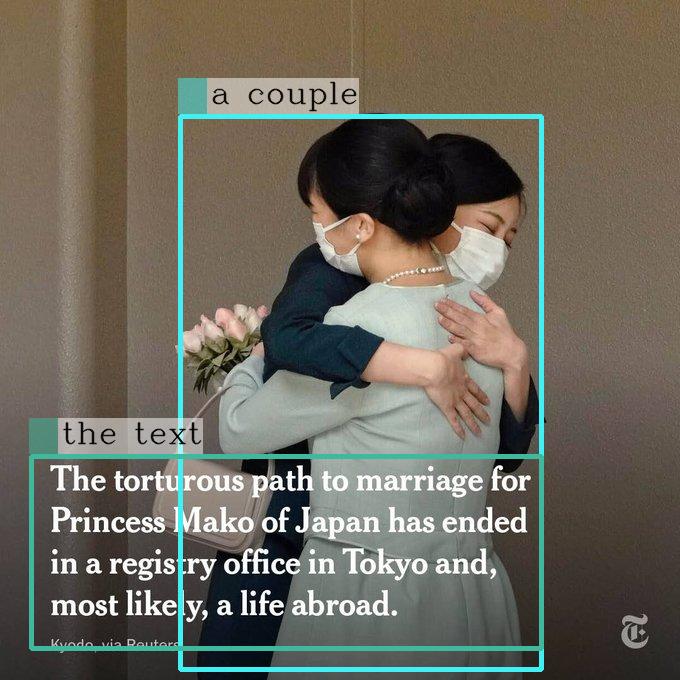 a couple
the text
The torturous path to marriage for
Princess Mako of Japan has ended
in a registry office in Tokyo and,
most likely, a life abroad.
Kyodo, via Reuters